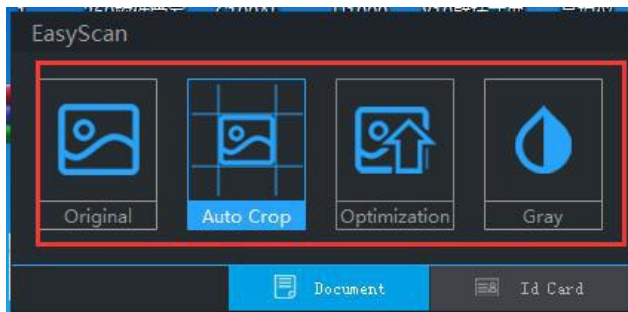 EasyScan
Original
Auto Crop
Optimization
Gray
Document
Id Card